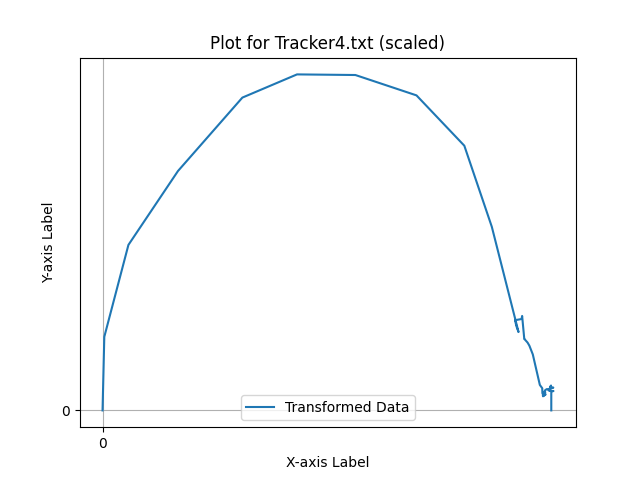 Plot for Tracker4.txt (scaled)
Y-axis Label
0
Transformed Data
0
X-axis Label